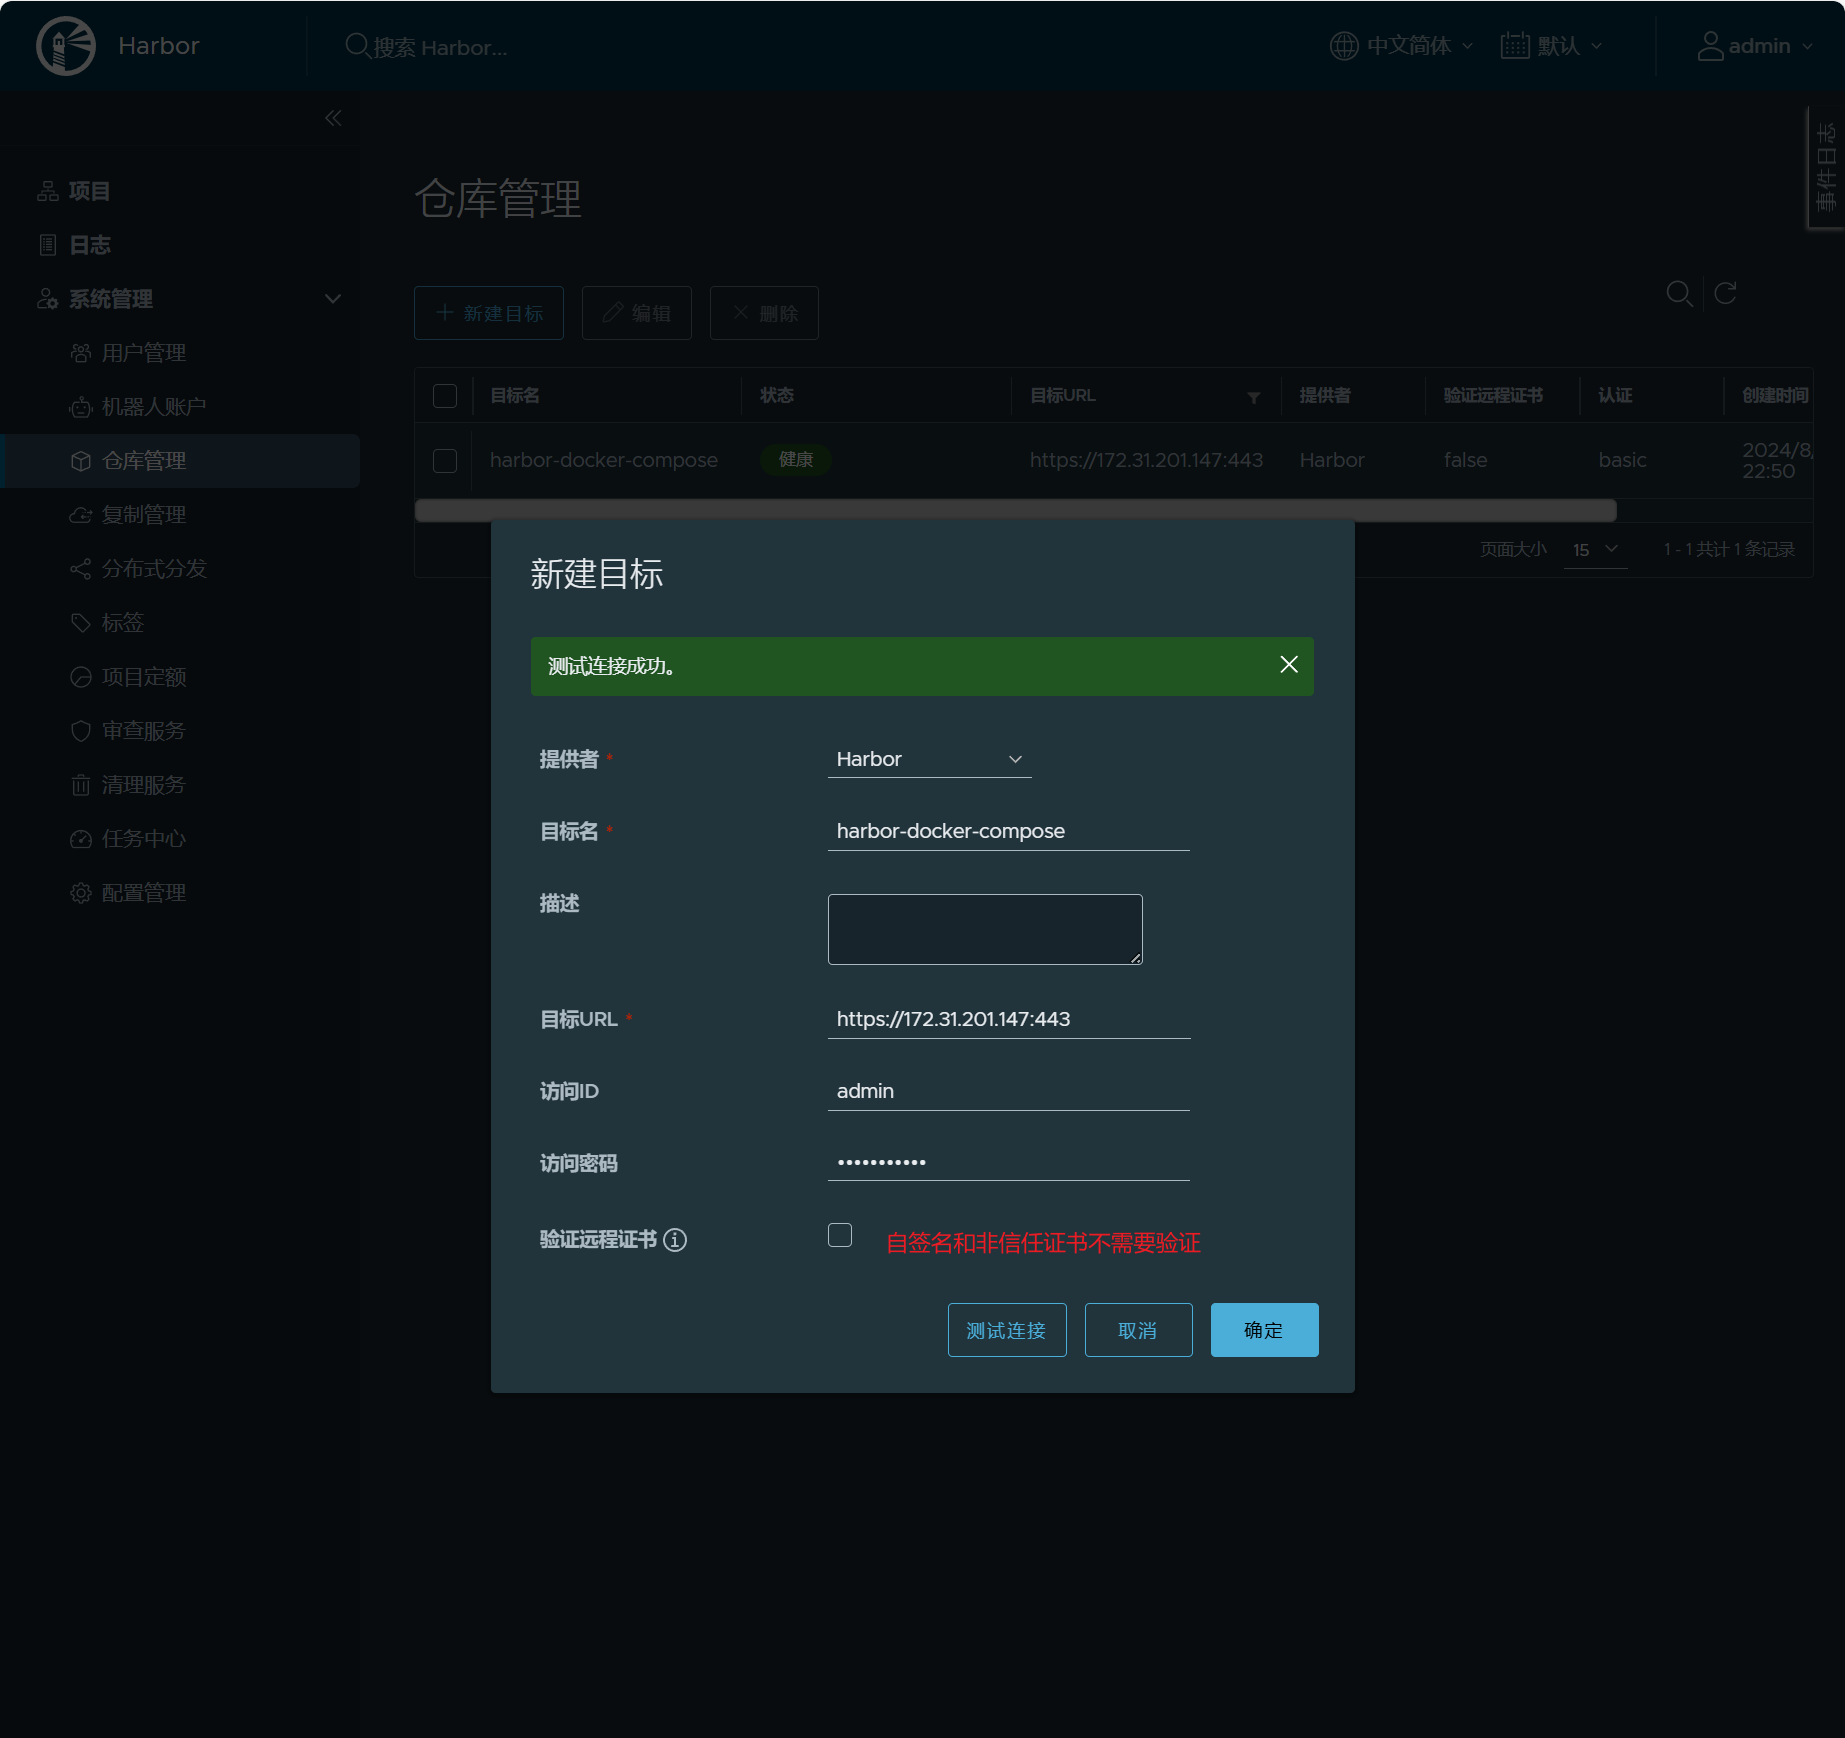 Harbor
搜索 Harbor...
中文简体
默认
admin
事件日志
项目
日志
系统管理
用户管理
机器人账户
仓库管理
复制管理
分布式分发
标签
项目定额
审查服务
清理服务
任务中心
配置管理
仓库管理
新建目标
编辑
删除
目标名 状态 目标URL 提供者 验证远程证书 认证 创建时间
harbor-docker-compose 健康 https://172.31.201.147:443 Harbor false basic 2024/8/
22:50
页面大小 15 1 - 1 共计 1 条记录
新建目标
测试连接成功。
提供者 * Harbor
目标名 * harbor-docker-compose
描述
目标URL * https://172.31.201.147:443
访问ID admin
访问密码 •••••••••••
验证远程证书 自签名和非信任证书不需要验证
测试连接 取消 确定